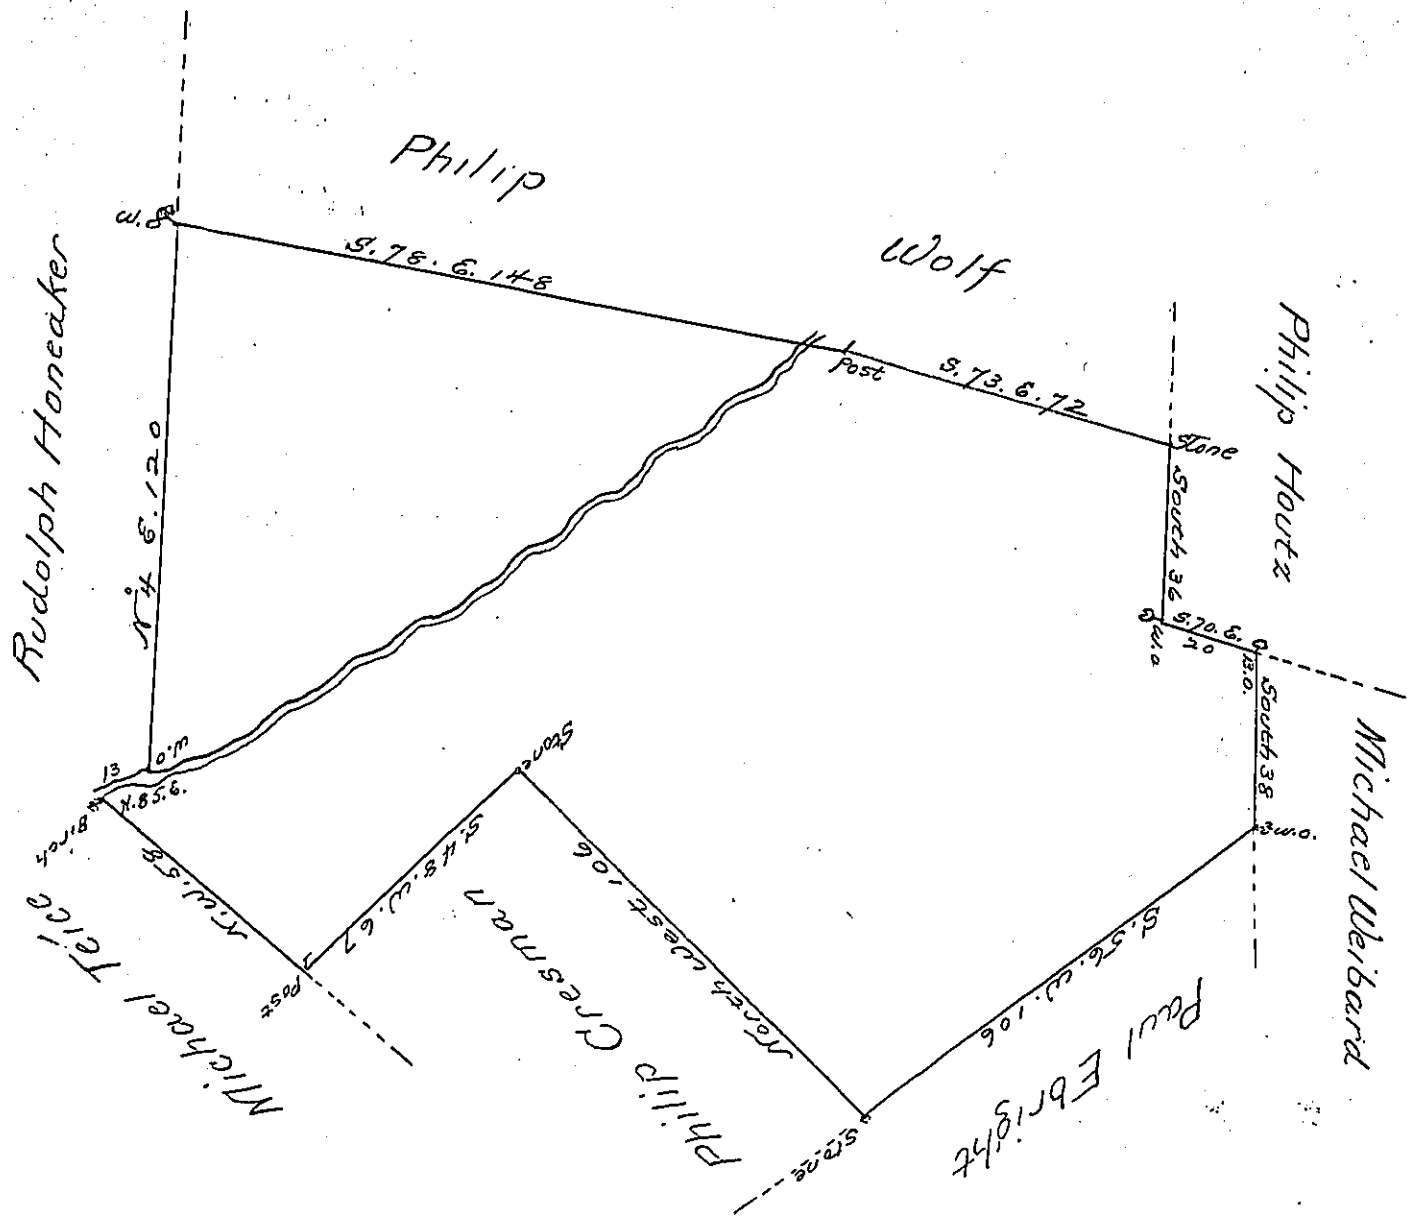 Philip
Wolf
W.O.
S. 78. E. 148
Post
S. 73. E. 72
Stone
Philip Houtz
South 36
W.O
S. 70. E.
20
B.O.
South 38
Michael Weibard
W.O.
S. 56. W. 106
Paul Ebright
Stone
North West 106
Philip Cresman
Stone
S. 48. W. 67
Post
N. W. 58
Michael Teice
Birch
N. 85. E.
13
W.O.
N° 4 E. 120
Rudolph Honeaker